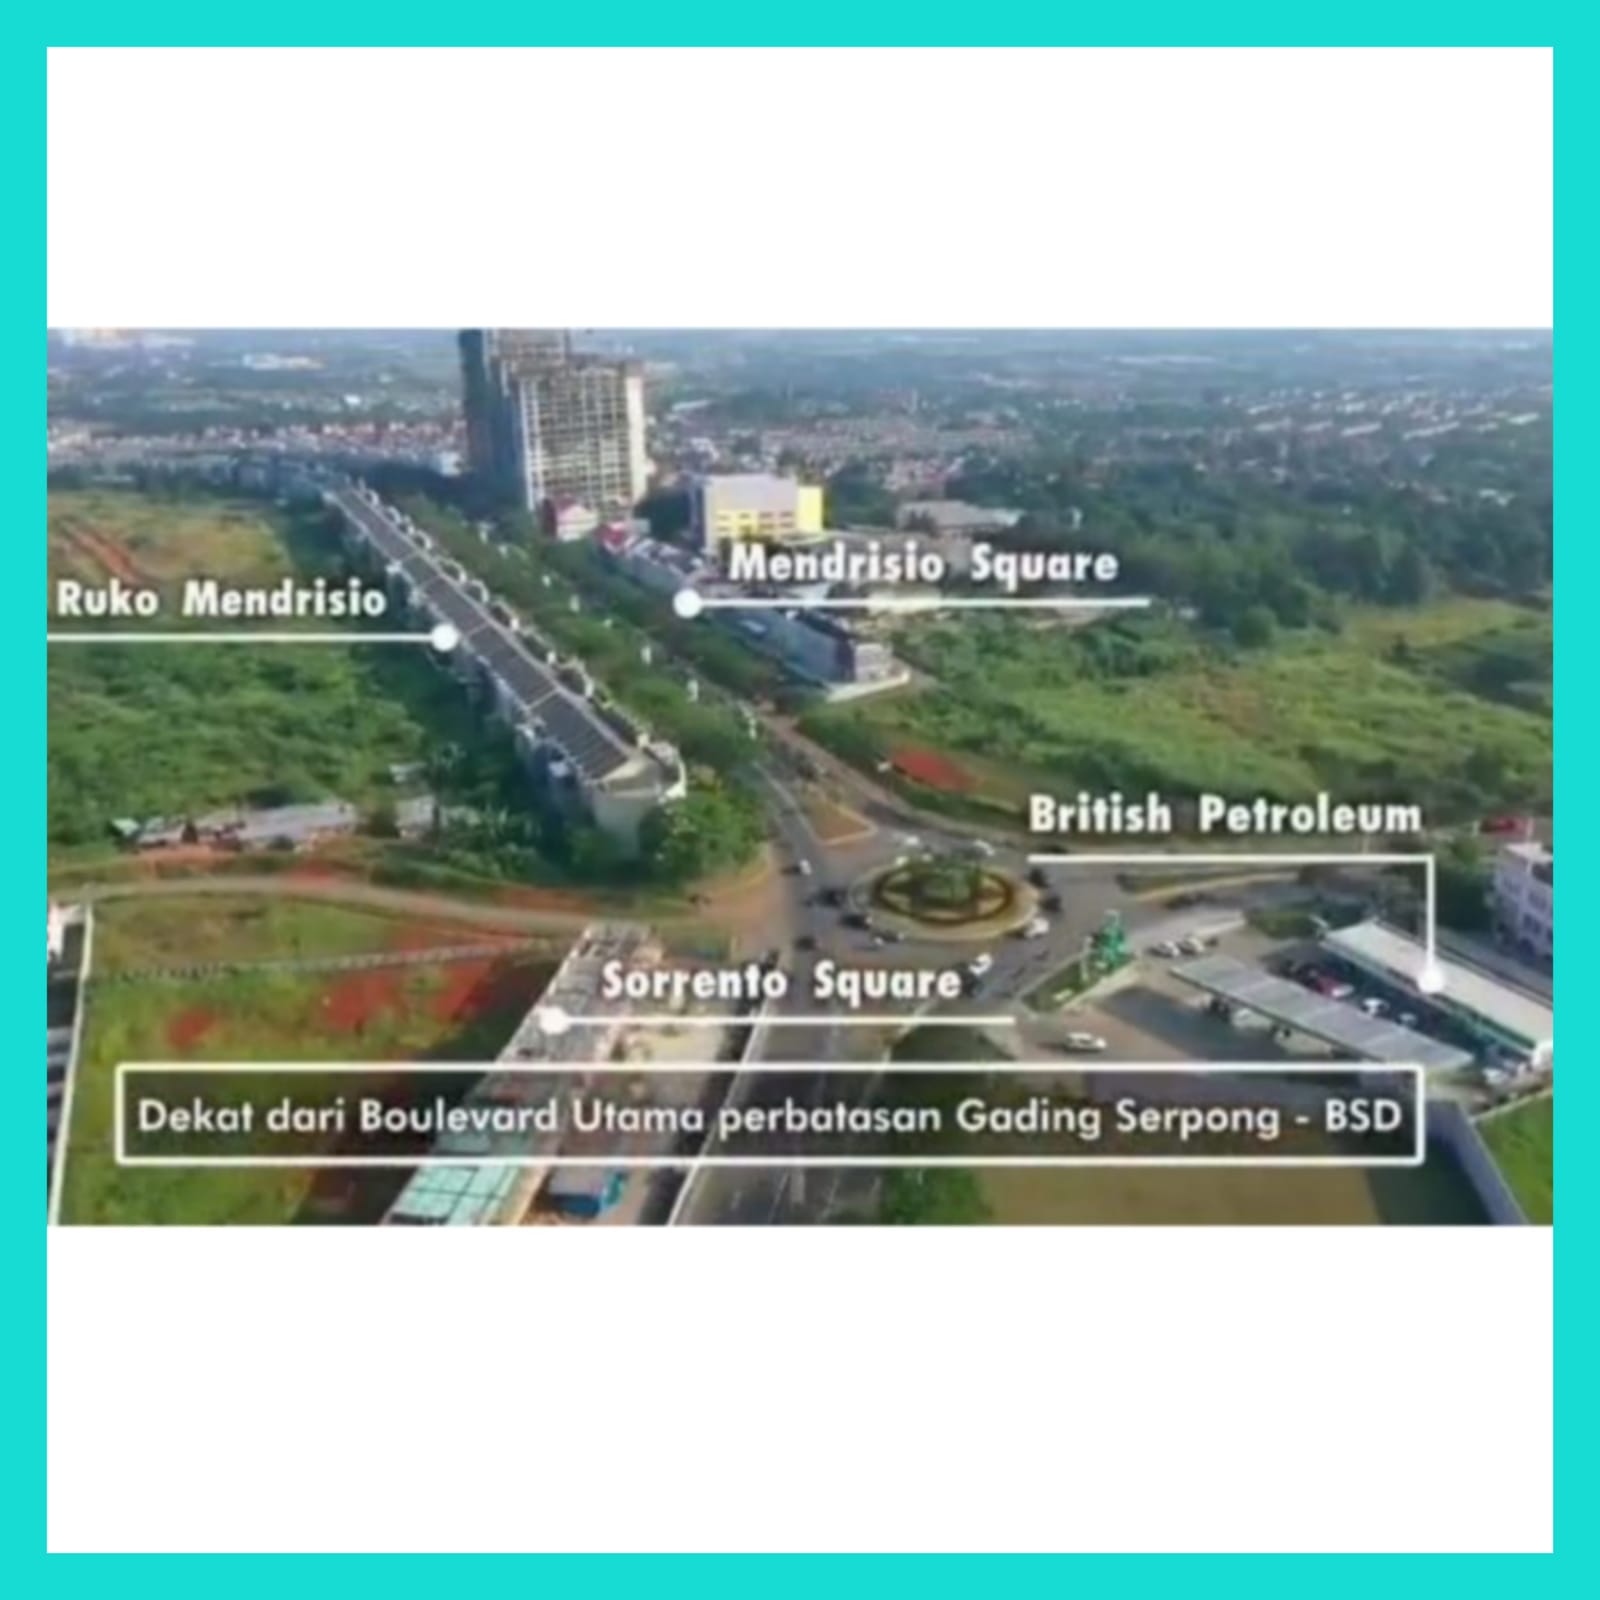 Mendrisio Square
Ruko Mendrisio
British Petroleum
Sorrento Square
Dekat dari Boulevard Utama perbatasan Gading Serpong - BSD